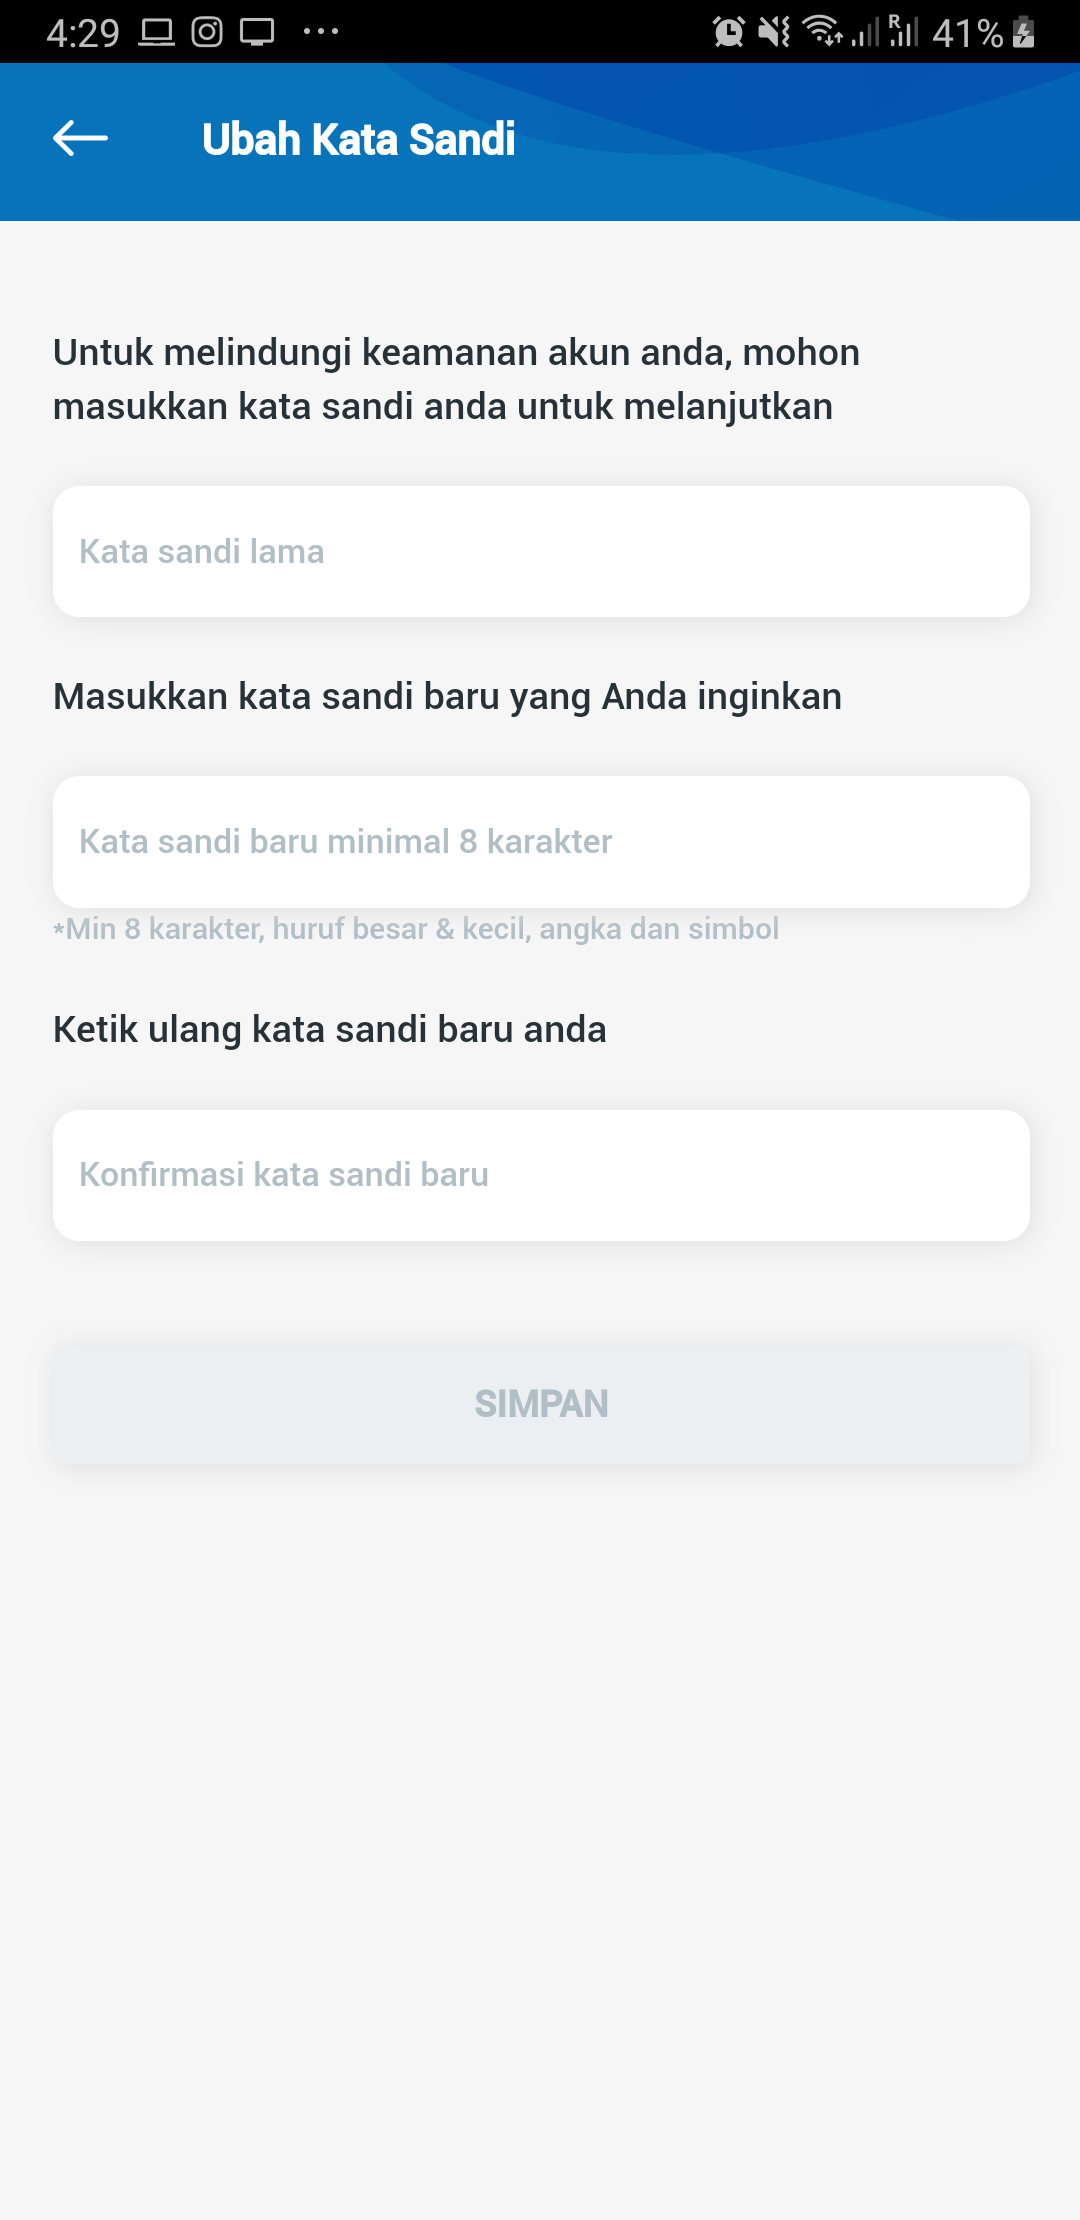 4:29
R 41%
Ubah Kata Sandi
Untuk melindungi keamanan akun anda, mohon
masukkan kata sandi anda untuk melanjutkan
Kata sandi lama
Masukkan kata sandi baru yang Anda inginkan
Kata sandi baru minimal 8 karakter
*Min 8 karakter, huruf besar & kecil, angka dan simbol
Ketik ulang kata sandi baru anda
Konfirmasi kata sandi baru
SIMPAN